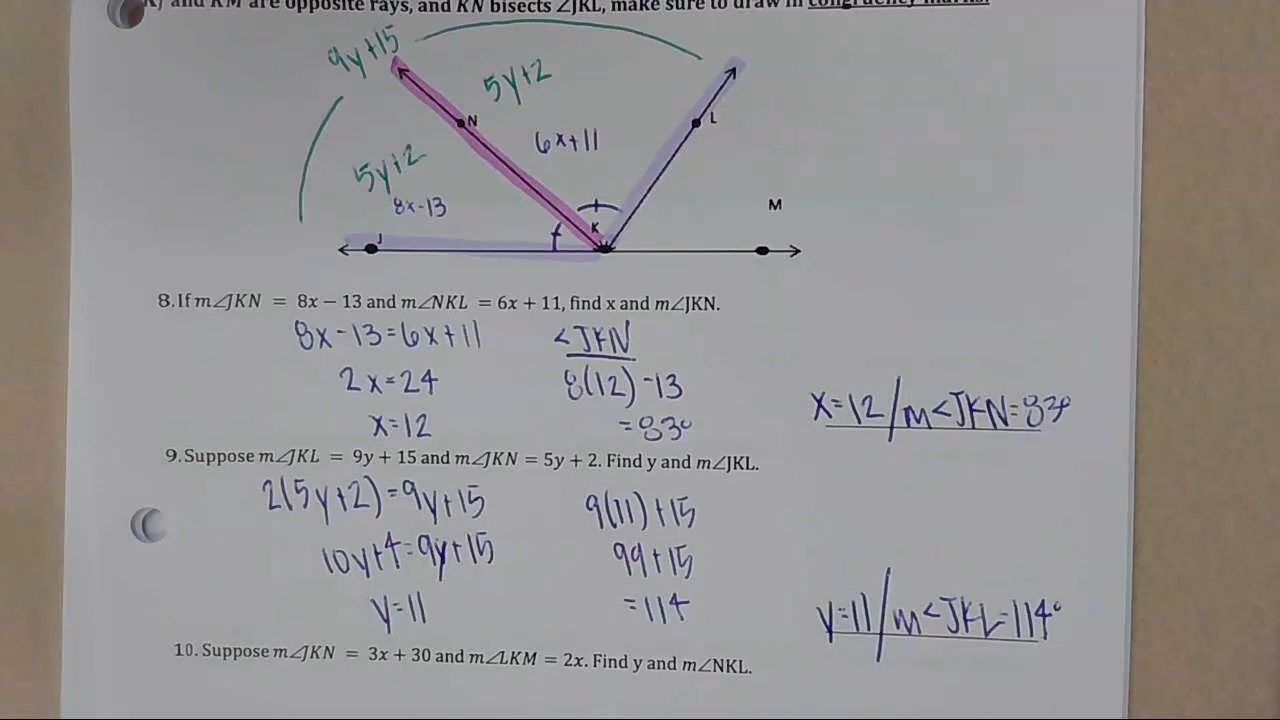 KJ and KM are opposite rays, and KN bisects ∠JKL, make sure to draw in congruency marks.
9y+15
5y+2
N
L
6x+11
5y+2
8x-13
M
K
J
8.If m∠JKN = 8x − 13 and m∠NKL = 6x + 11, find x and m∠JKN.
8x-13=6x+11
<JKN
2x=24
8(12)-13
x=12
=83°
x=12/m<JKN=83°
9.Suppose m∠JKL = 9y + 15 and m∠JKN = 5y + 2. Find y and m∠JKL.
2(5y+2)=9y+15
9(11)+15
10y+4=9y+15
99+15
y=11
=114
y=11/m<JKL=114°
10. Suppose m∠JKN = 3x + 30 and m∠LKM = 2x. Find y and m∠NKL.